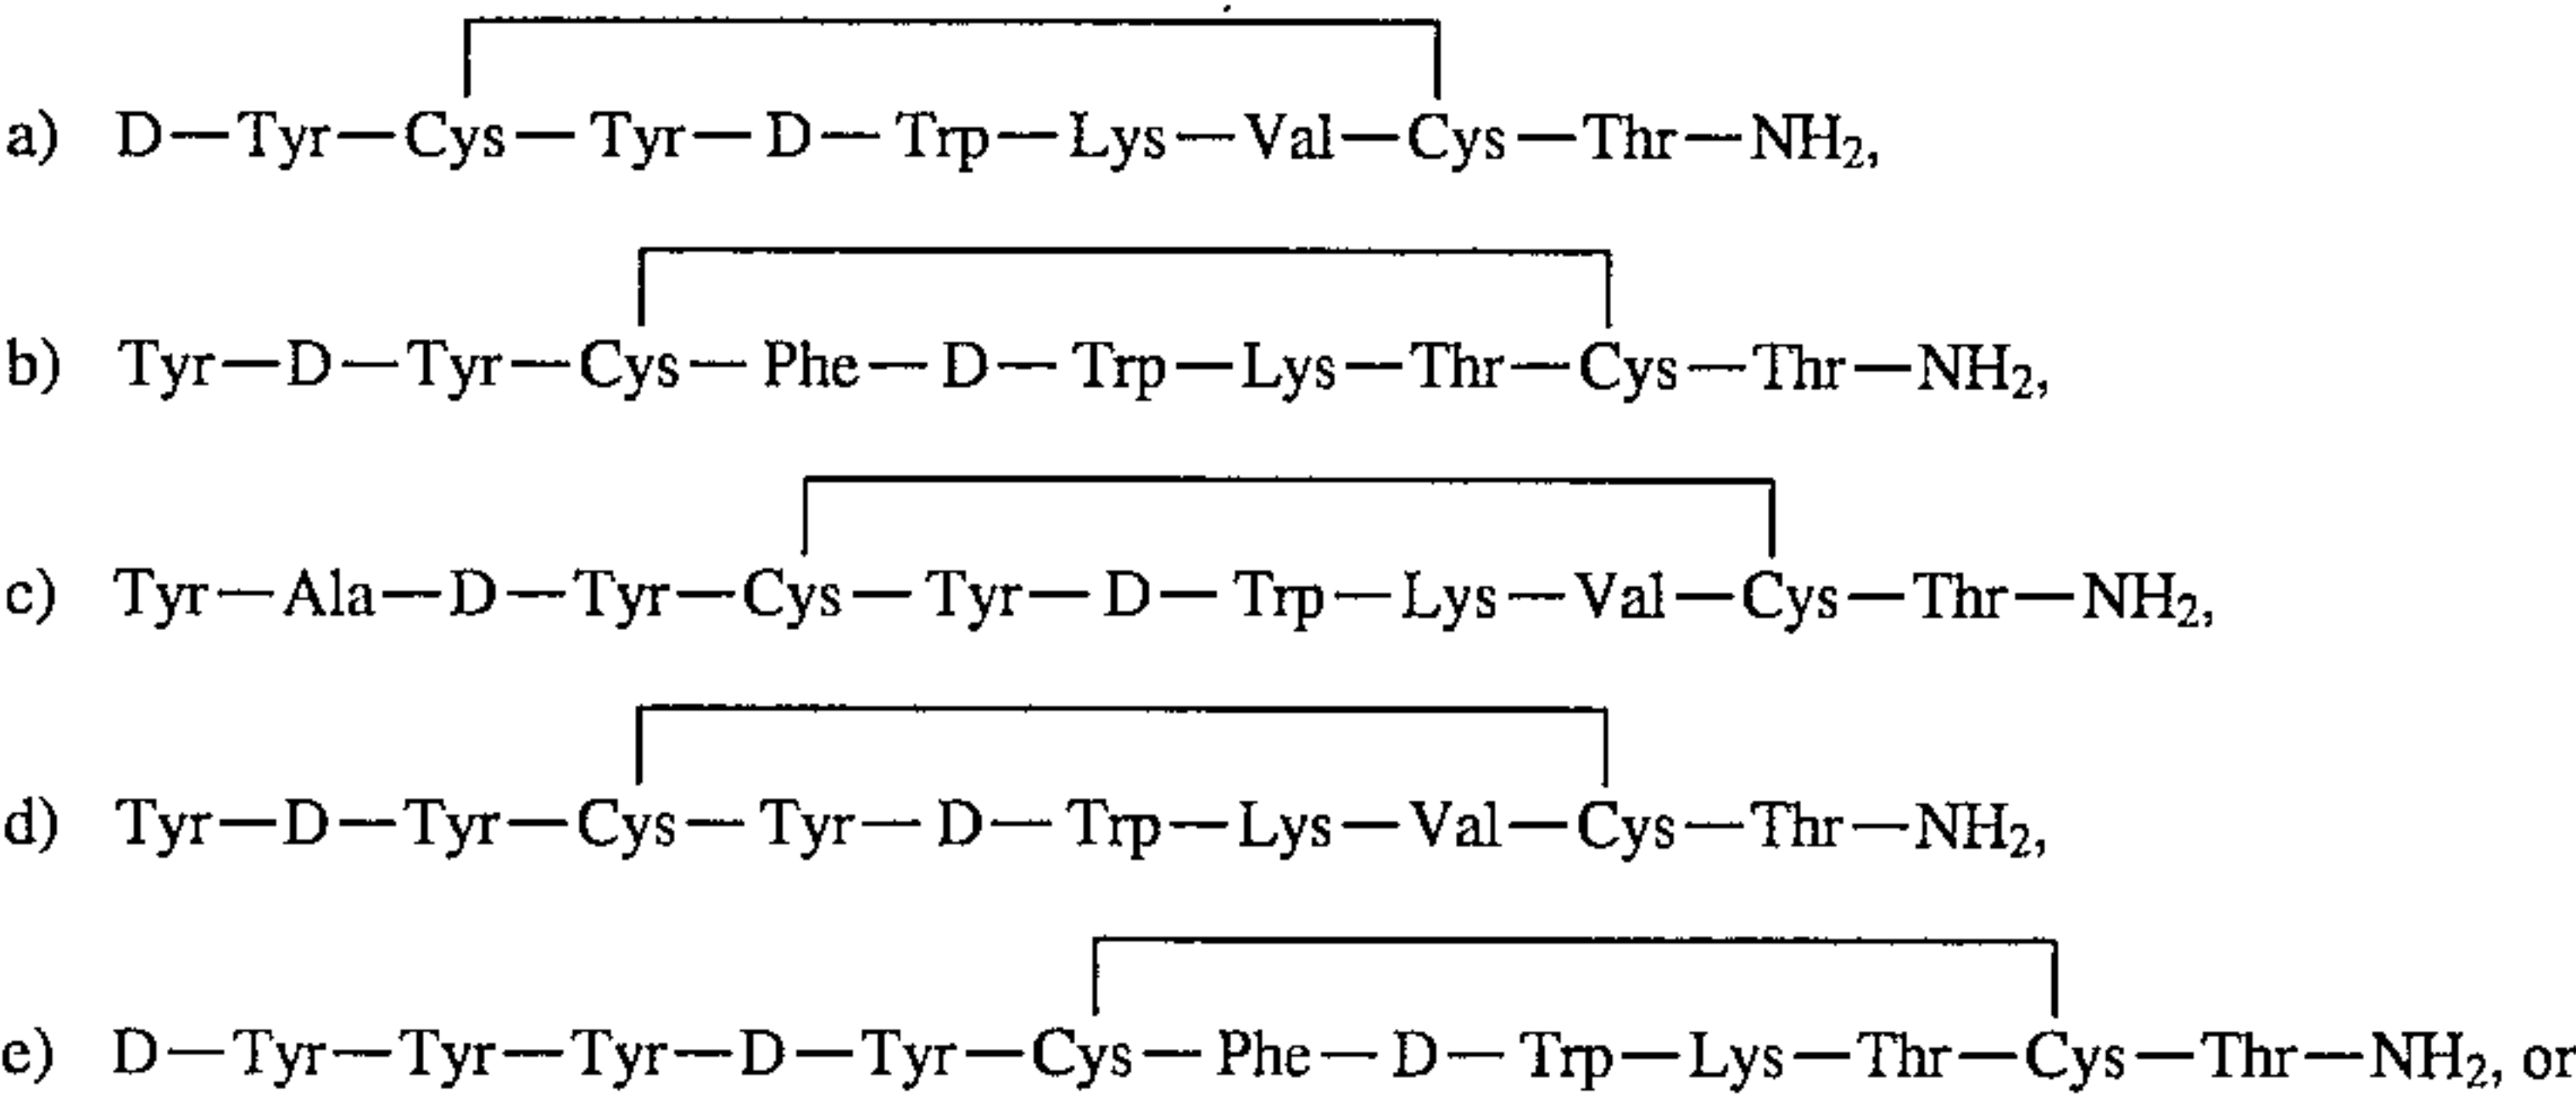 a) D—Tyr—Cys—Tyr—D—Trp—Lys—Val—Cys—Thr—NH₂,
b) Tyr—D—Tyr—Cys—Phe—D—Trp—Lys—Thr—Cys—Thr—NH₂,
c) Tyr—Ala—D—Tyr—Cys—Tyr—D—Trp—Lys—Val—Cys—Thr—NH₂,
d) Tyr—D—Tyr—Cys—Tyr—D—Trp—Lys—Val—Cys—Thr—NH₂,
e) D—Tyr—Tyr—Tyr—D—Tyr—Cys—Phe—D—Trp—Lys—Thr—Cys—Thr—NH₂, or